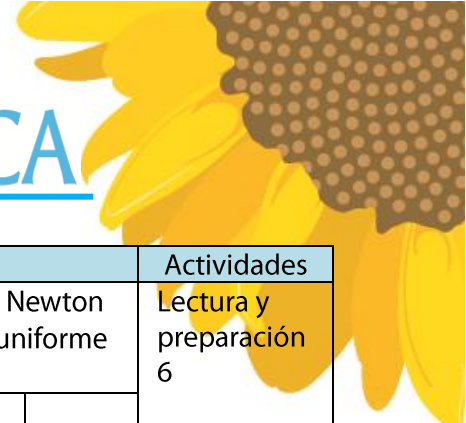 CA
Actividades
Newton
uniforme
Lectura y
preparación
6